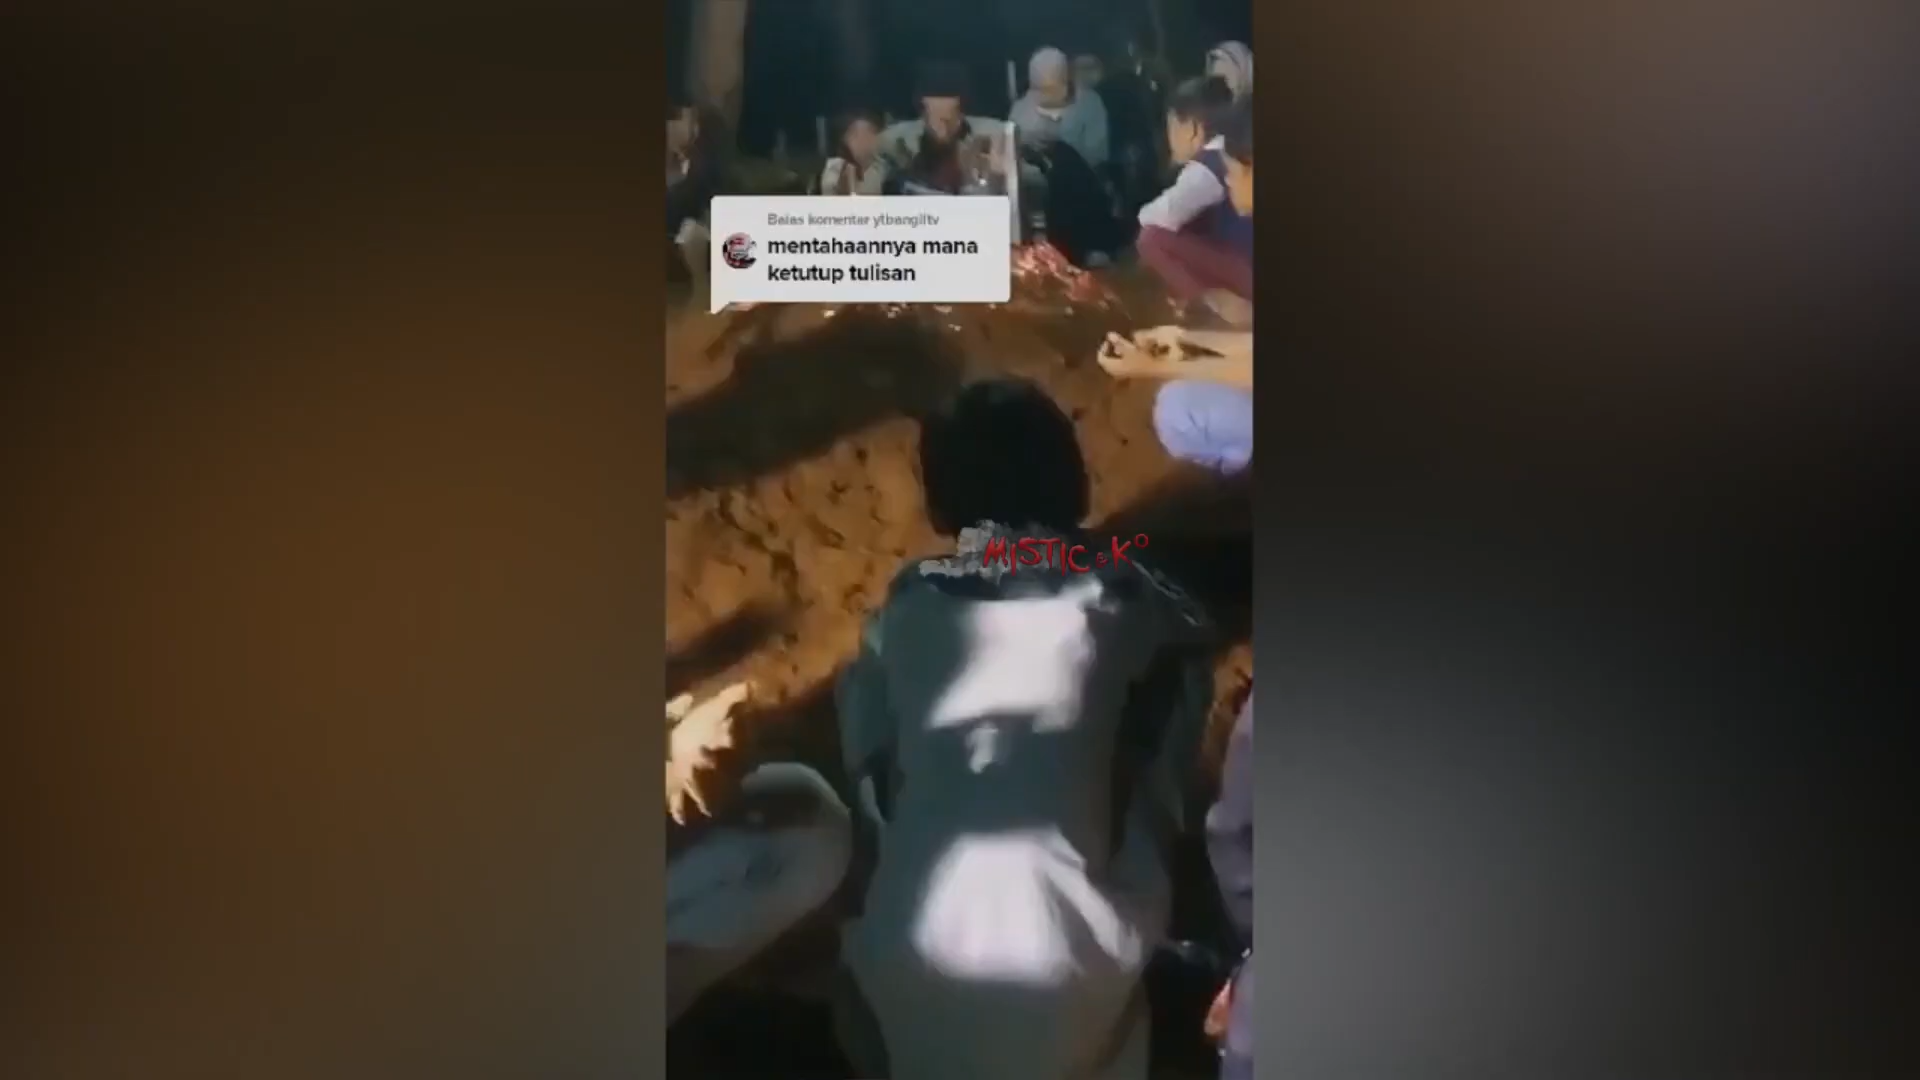 Balas komentar ytbangiltv
mentahaannya mana
ketutup tulisan
MISTIC